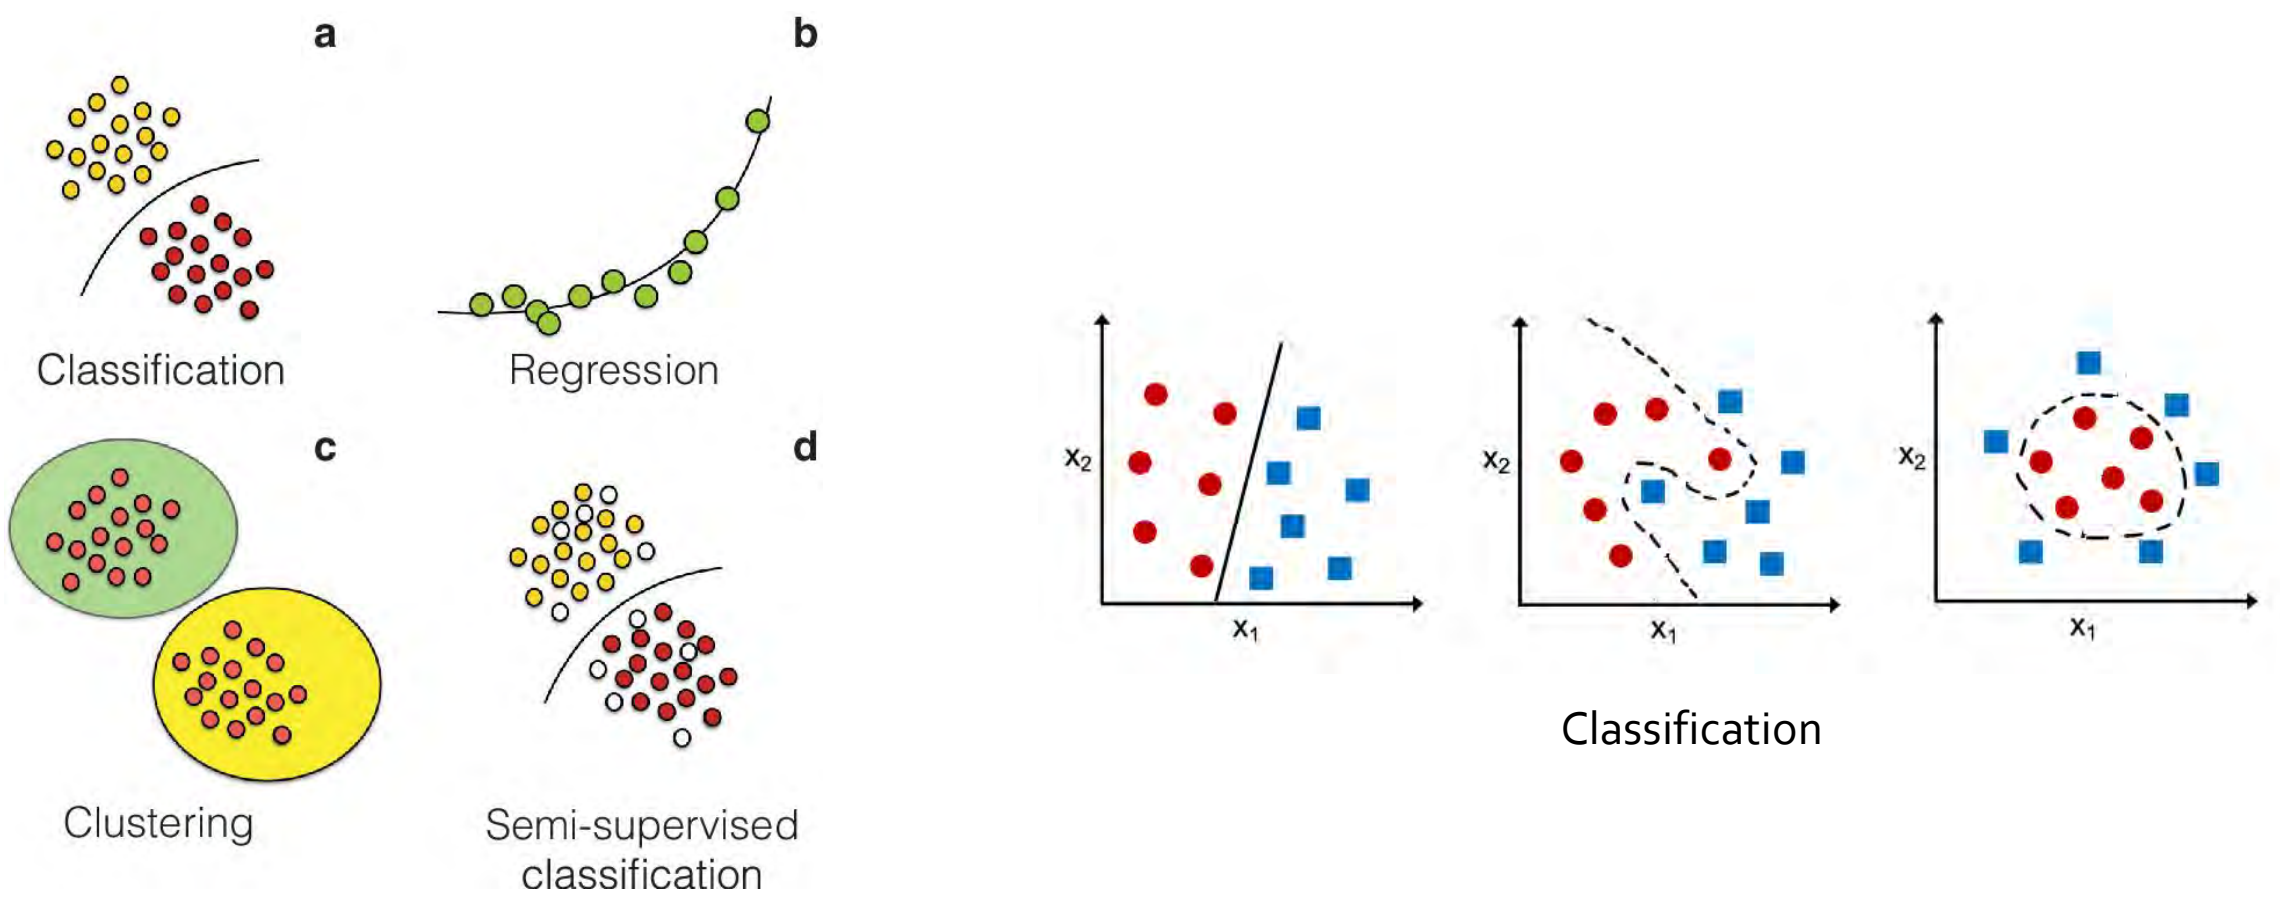 a
b
Classification
Regression
c
d
Clustering
Semi-supervised
classification
x₂
x₁
x₂
x₁
x₂
x₁
Classification